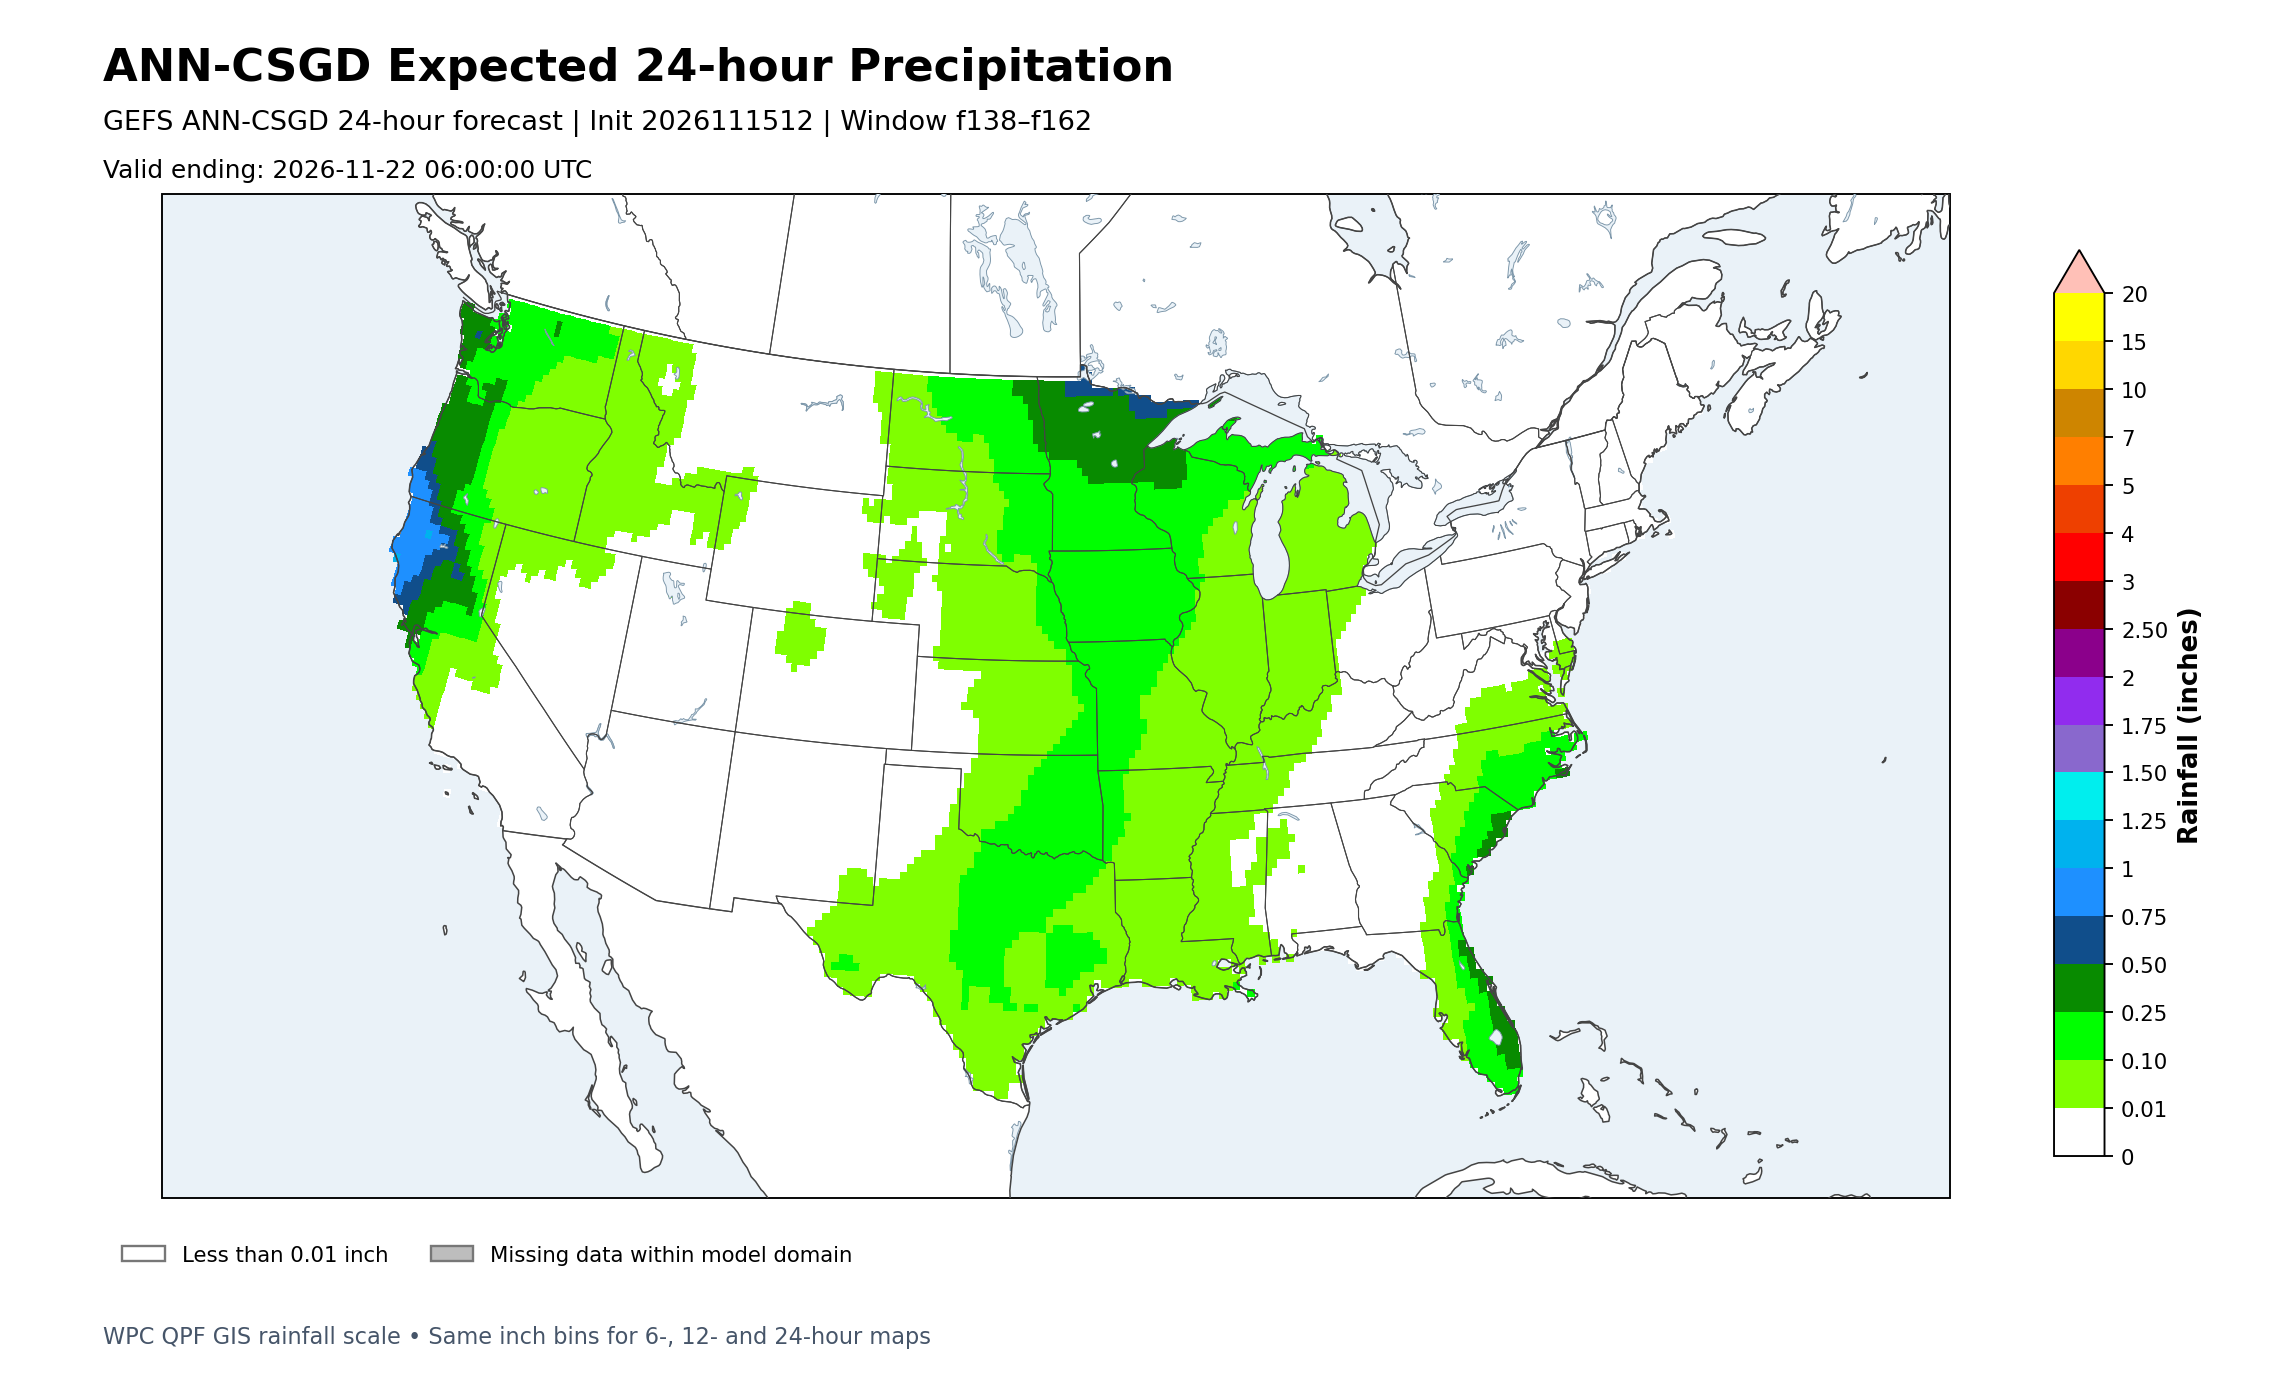 ANN-CSGD Expected 24-hour Precipitation
GEFS ANN-CSGD 24-hour forecast | Init 2026111512 | Window f138–f162
Valid ending: 2026-11-22 06:00:00 UTC
20
15
10
7
5
4
3
2.50
2
1.75
1.50
1.25
1
0.75
0.50
0.25
0.10
0.01
0
Rainfall (inches)
Less than 0.01 inch
Missing data within model domain
WPC QPF GIS rainfall scale • Same inch bins for 6-, 12- and 24-hour maps